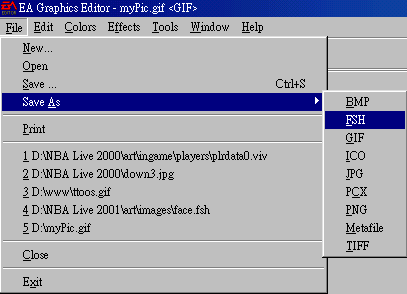 EA EDITOR EA Graphics Editor - myPic.gif <GIF>
File Edit Colors Effects Tools Window Help
New...
Open
Save ... Ctrl+S
Save As
Print
1 D:\NBA Live 2000\art\ingame\players\plrdata0.viv
2 D:\NBA Live 2000\down3.jpg
3 D:\www\ttoos.gif
4 D:\NBA Live 2001\art\images\face.fsh
5 D:\myPic.gif
Close
Exit
BMP
FSH
GIF
ICO
JPG
PCX
PNG
Metafile
TIFF